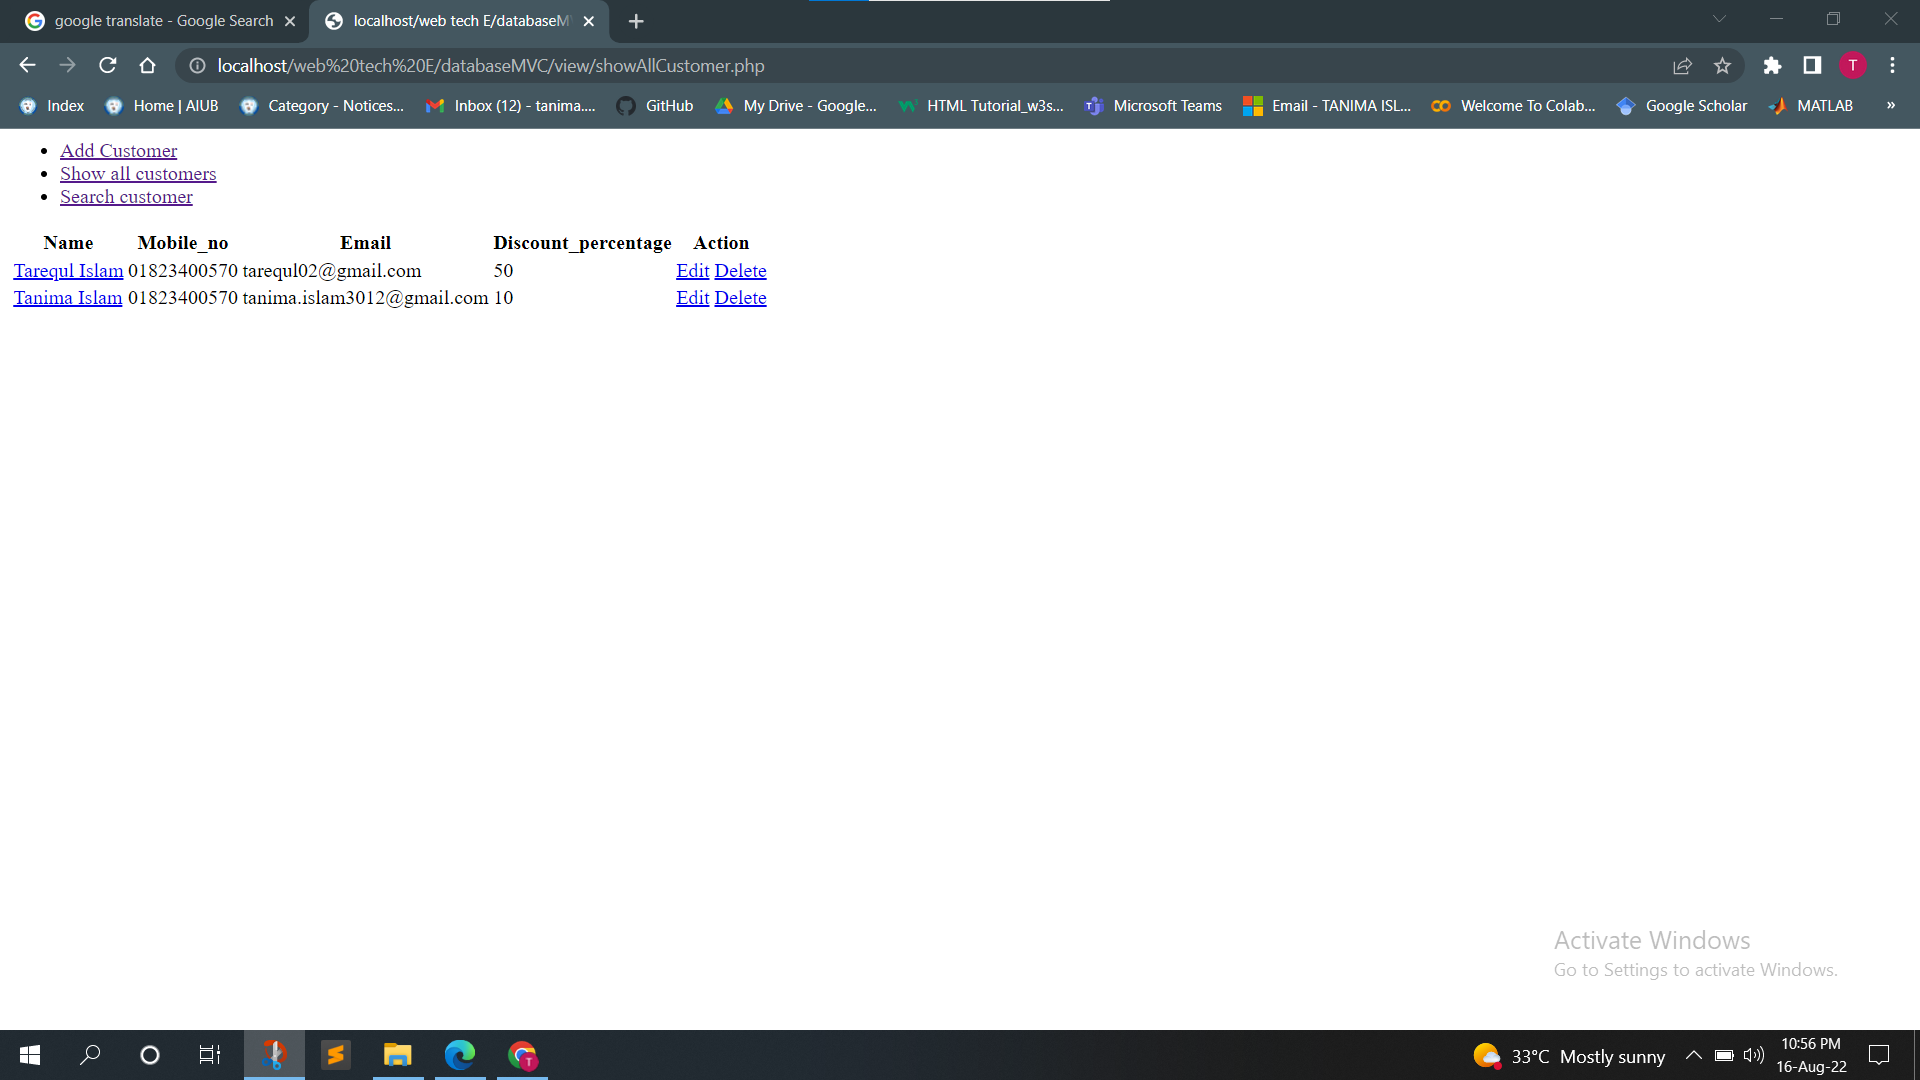 google translate - Google Search
localhost/web tech E/databaseM
localhost/web%20tech%20E/databaseMVC/view/showAllCustomer.php
T
Index Home | AIUB Category - Notices... Inbox (12) - tanima.... GitHub My Drive - Google... HTML Tutorial_w3s... Microsoft Teams Email - TANIMA ISL... Welcome To Colab... Google Scholar MATLAB »
Add Customer
Show all customers
Search customer
Name Mobile_no Email Discount_percentage Action
Tarequl Islam 01823400570 tarequl02@gmail.com 50 Edit Delete
Tanima Islam 01823400570 tanima.islam3012@gmail.com 10 Edit Delete
Activate Windows
Go to Settings to activate Windows.
33°C Mostly sunny
10:56 PM
16-Aug-22